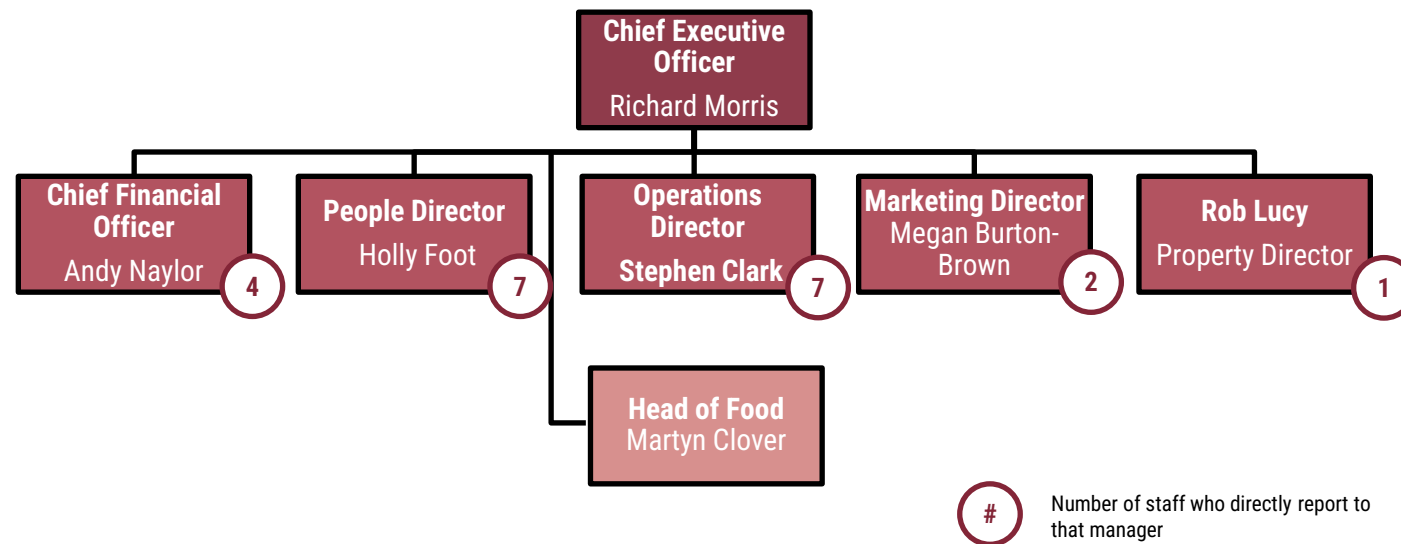 Chief Executive
Officer
Richard Morris
Chief Financial
Officer
Andy Naylor
4
People Director
Holly Foot
7
Operations
Director
Stephen Clark
7
Marketing Director
Megan Burton-
Brown
2
Rob Lucy
Property Director
1
Head of Food
Martyn Clover
#
Number of staff who directly report to
that manager